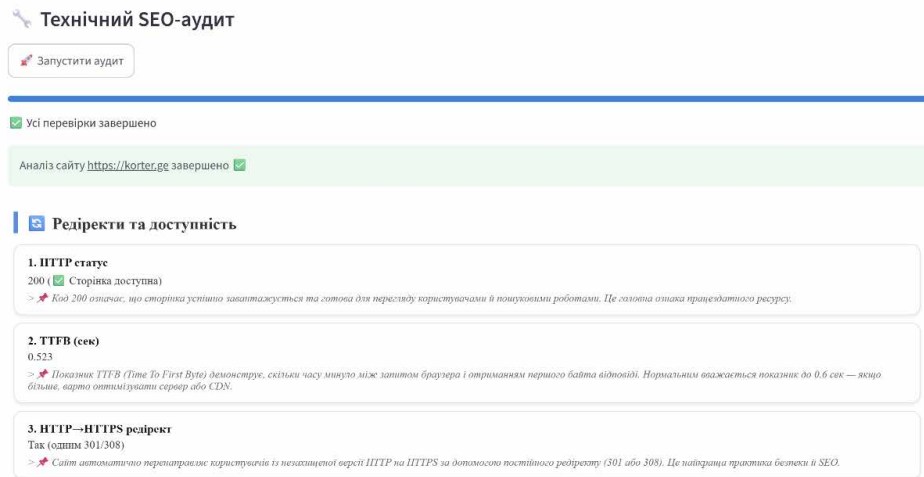 🔧 Технічний SEO-аудит
🚀 Запустити аудит
✅ Усі перевірки завершено
Аналіз сайту https://korter.ge завершено ✅
🔄 Редіректи та доступність
1. HTTP статус
200 (✅ Сторінка доступна)
> 📌 Код 200 означає, що сторінка успішно завантажується та готова для перегляду користувачами й пошуковими роботами. Це головна ознака працездатного ресурсу.
2. TTFB (сек)
0.523
> 📌 Показник TTFB (Time To First Byte) демонструє, скільки часу минуло між запитом браузера і отриманням першого байта відповіді. Нормальним вважається показник до 0.6 сек — якщо
більше, варто оптимізувати сервер або CDN.
3. HTTP→HTTPS редірект
Так (одним 301/308)
> 📌 Сайт автоматично перенаправляє користувачів із незахищеної версії HTTP на HTTPS за допомогою постійного редіректу (301 або 308). Це найкраща практика безпеки й SEO.